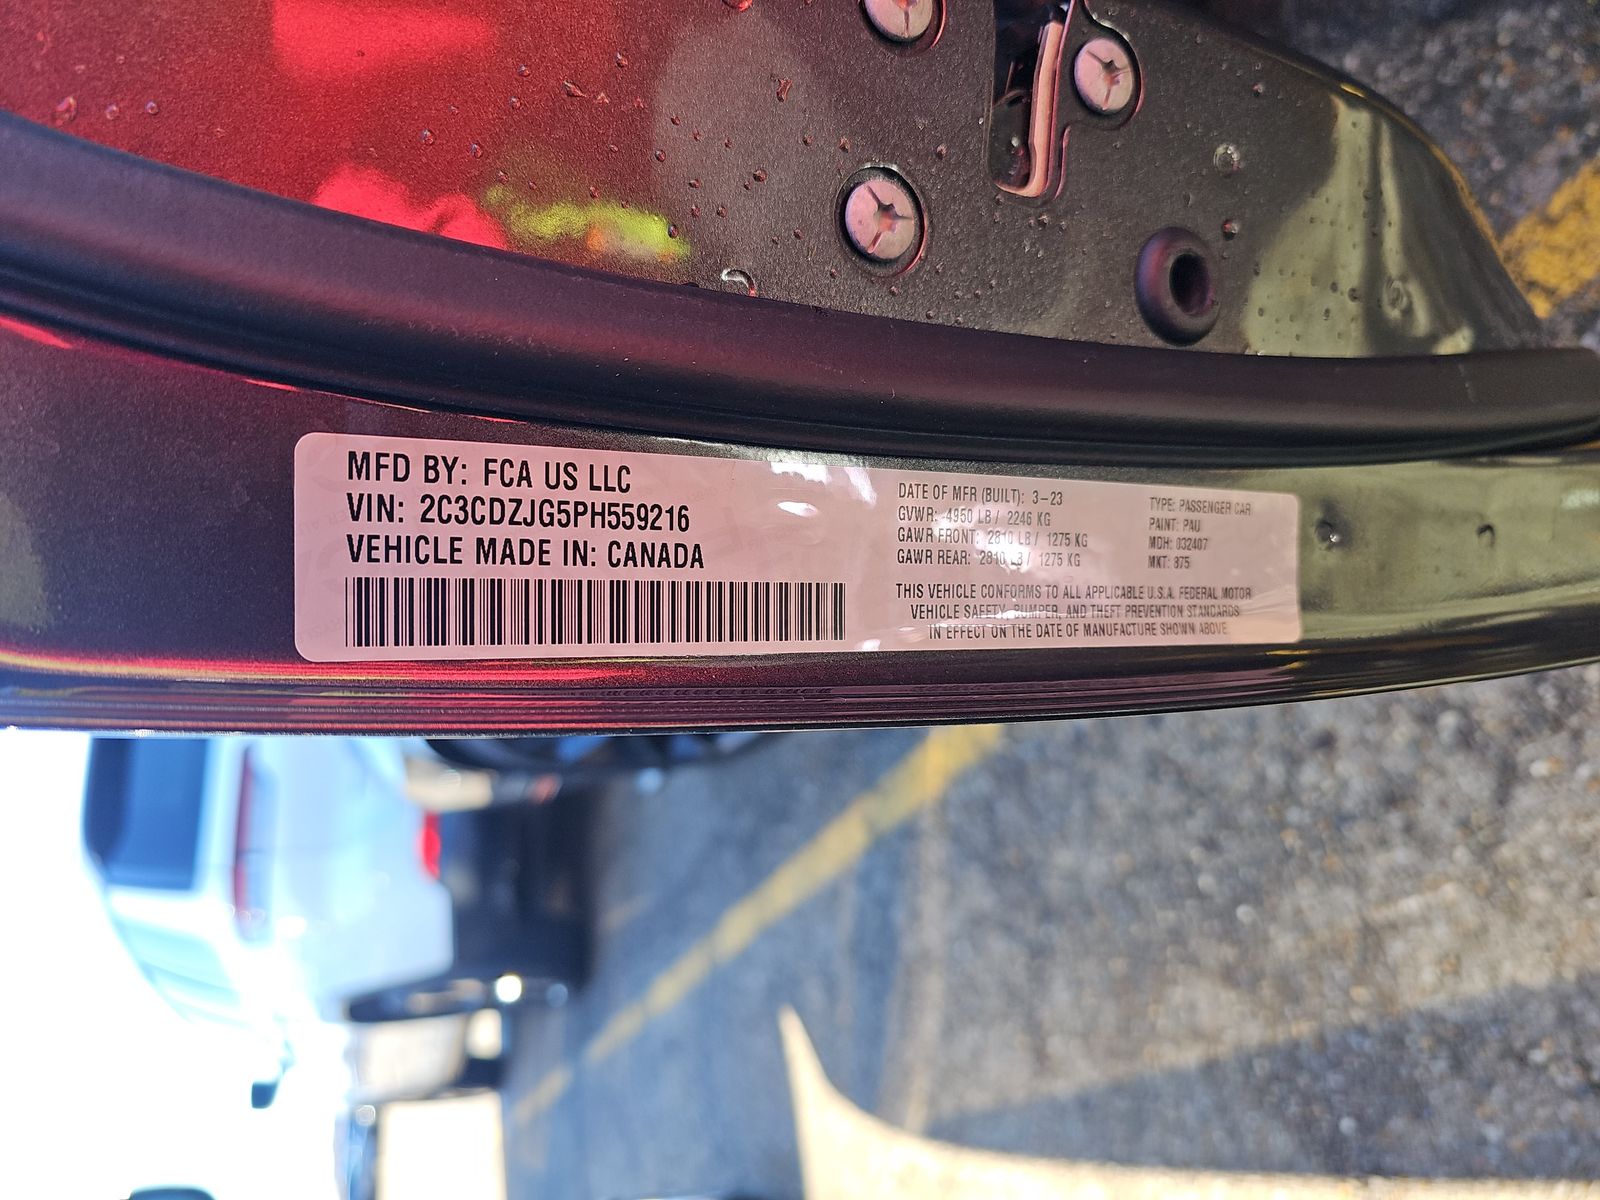 MFD BY: FCA US LLC
VIN: 2C3CDZJG5PH559216
VEHICLE MADE IN: CANADA
DATE OF MFR (BUILT): 3-23
GVWR: 4950 LB / 2246 KG
GAWR FRONT: 2810 LB / 1275 KG
GAWR REAR: 2810 LB / 1275 KG
TYPE: PASSENGER CAR
PAINT: PAU
MDH: 032407
MKT: 875
THIS VEHICLE CONFORMS TO ALL APPLICABLE U.S.A. FEDERAL MOTOR
VEHICLE SAFETY, BUMPER, AND THEFT PREVENTION STANDARDS
IN EFFECT ON THE DATE OF MANUFACTURE SHOWN ABOVE.